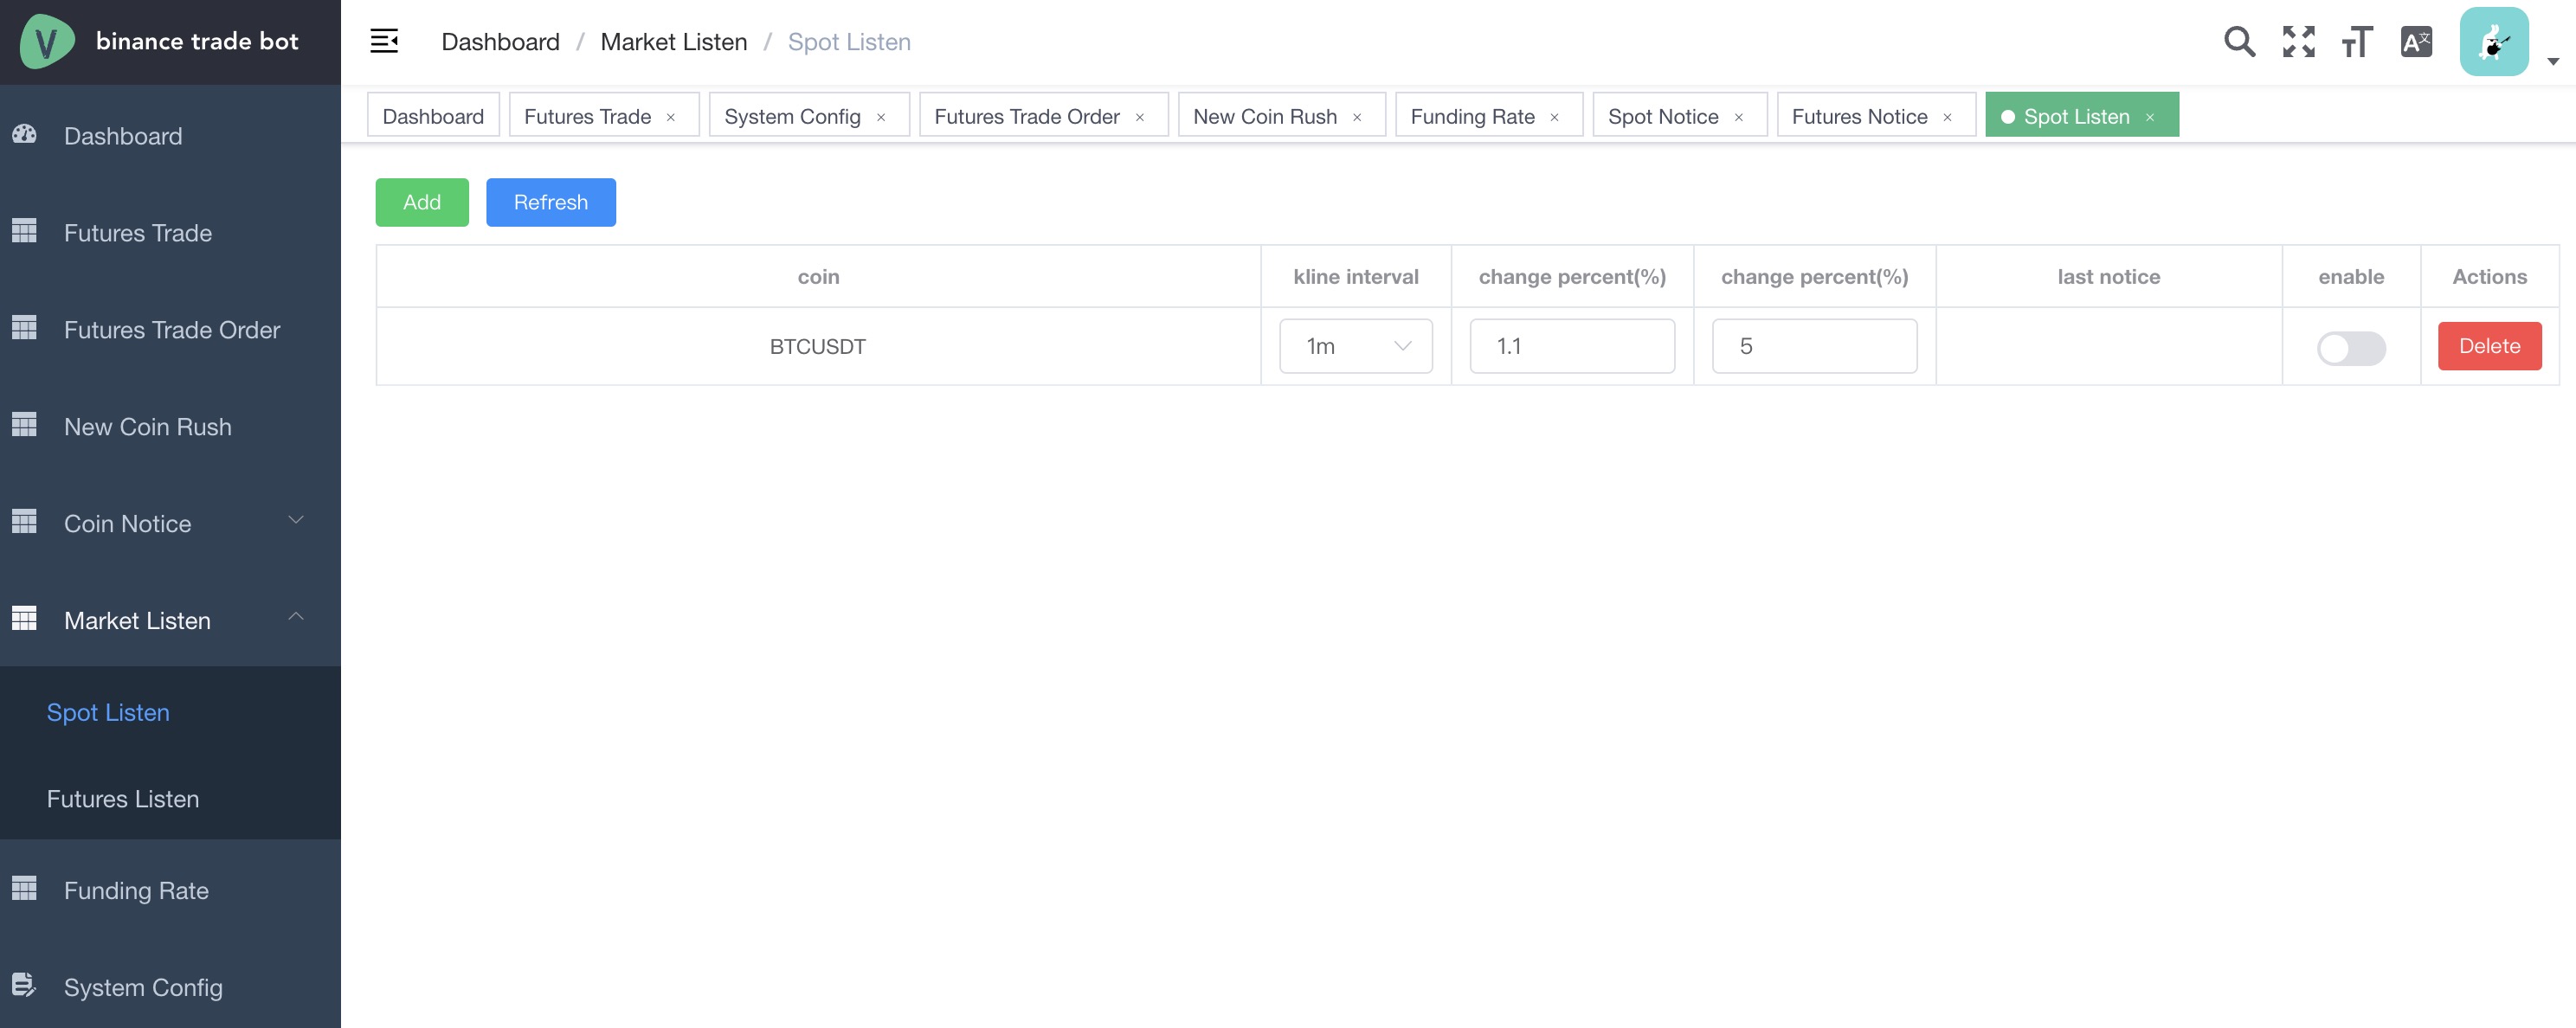 binance trade bot
Dashboard / Market Listen / Spot Listen
Dashboard Futures Trade × System Config × Futures Trade Order × New Coin Rush × Funding Rate × Spot Notice × Futures Notice × Spot Listen ×
Dashboard
Futures Trade
Futures Trade Order
New Coin Rush
Coin Notice
Market Listen
Spot Listen
Futures Listen
Funding Rate
System Config
Add Refresh
coin kline interval change percent(%) change percent(%) last notice enable Actions
BTCUSDT 1m 1.1 5 Delete